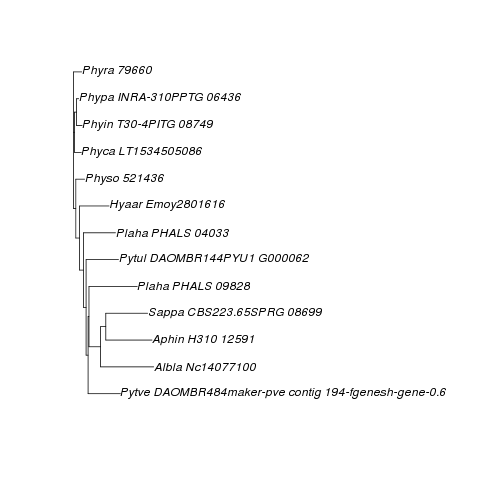 Phyra 79660
Phypa INRA-310PPTG 06436
Phyin T30-4PITG 08749
Phyca LT1534505086
Physo 521436
Hyaar Emoy2801616
Plaha PHALS 04033
Pytul DAOMBR144PYU1 G000062
Plaha PHALS 09828
Sappa CBS223.65SPRG 08699
Aphin H310 12591
Albla Nc14077100
Pytve DAOMBR484maker-pve contig 194-fgenesh-gene-0.6